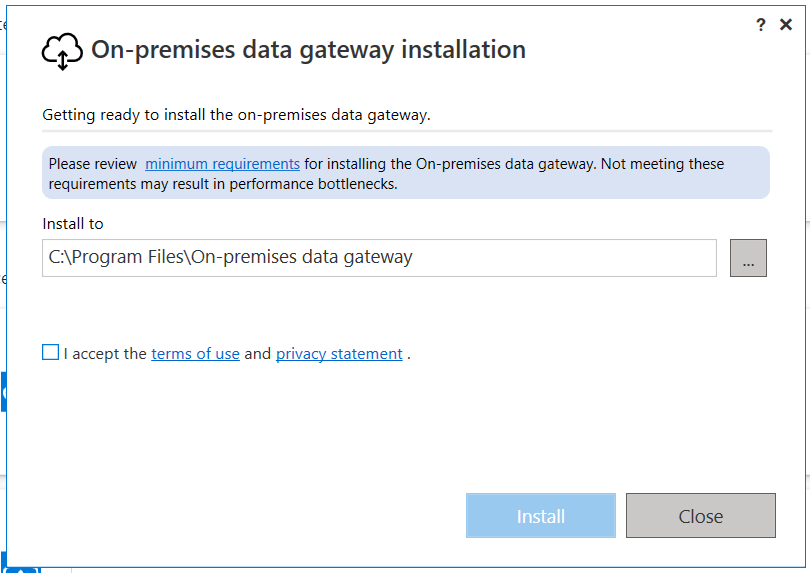 ? ×
On-premises data gateway installation
Getting ready to install the on-premises data gateway.
Please review minimum requirements for installing the On-premises data gateway. Not meeting these
requirements may result in performance bottlenecks.
Install to
C:\Program Files\On-premises data gateway
...
I accept the terms of use and privacy statement .
Install Close